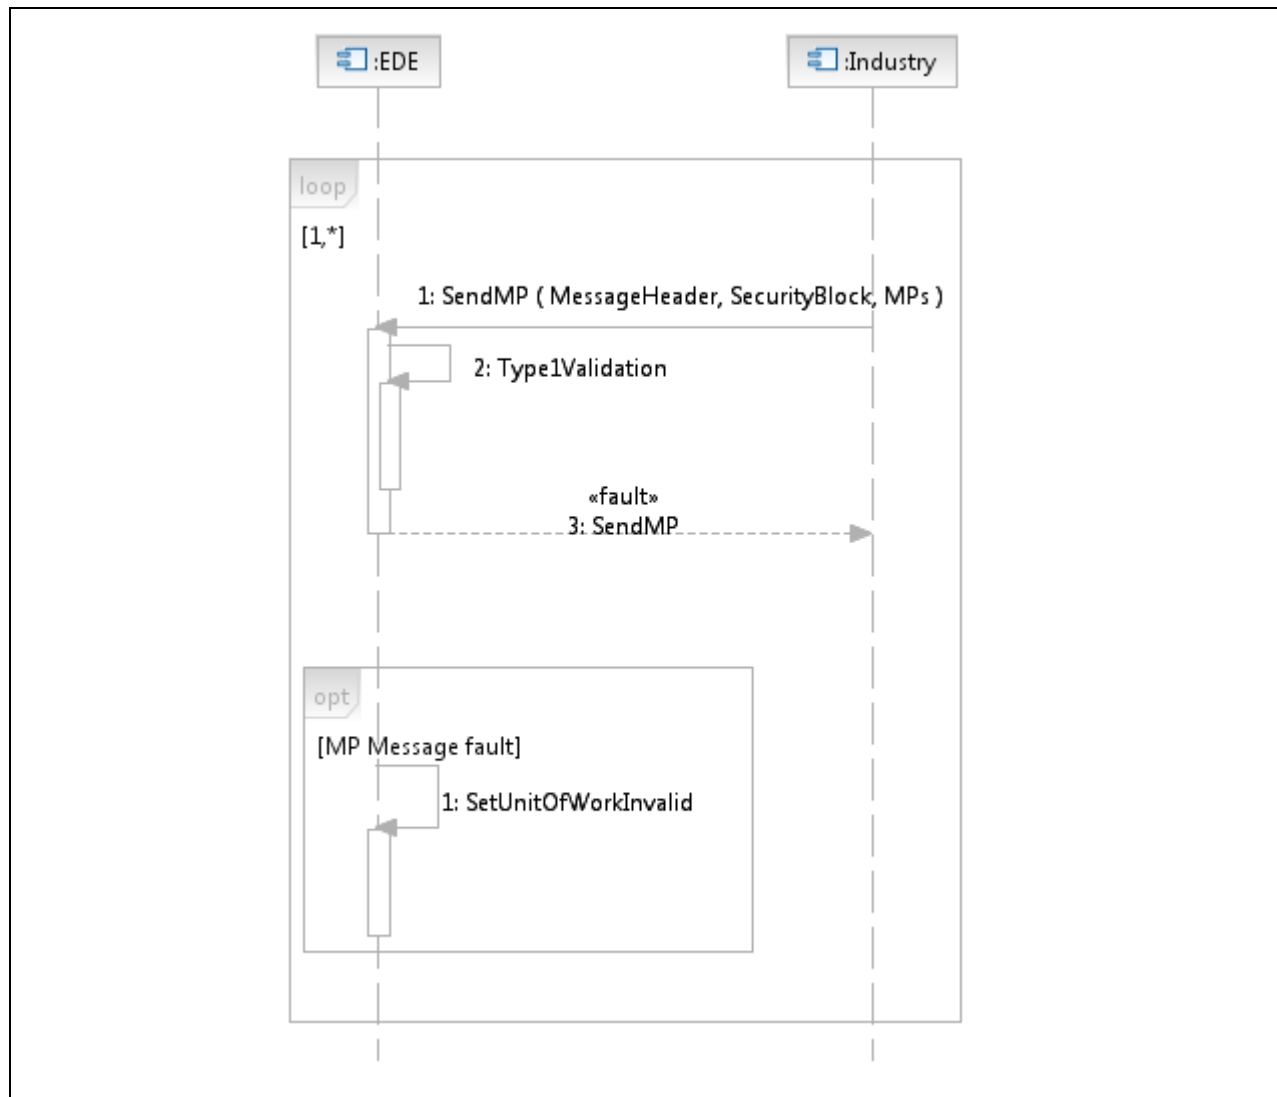 :EDE
:Industry
loop
[1,*]
1: SendMP ( MessageHeader, SecurityBlock, MPs )
2: Type1Validation
«fault»
3: SendMP
opt
[MP Message fault]
1: SetUnitOfWorkInvalid